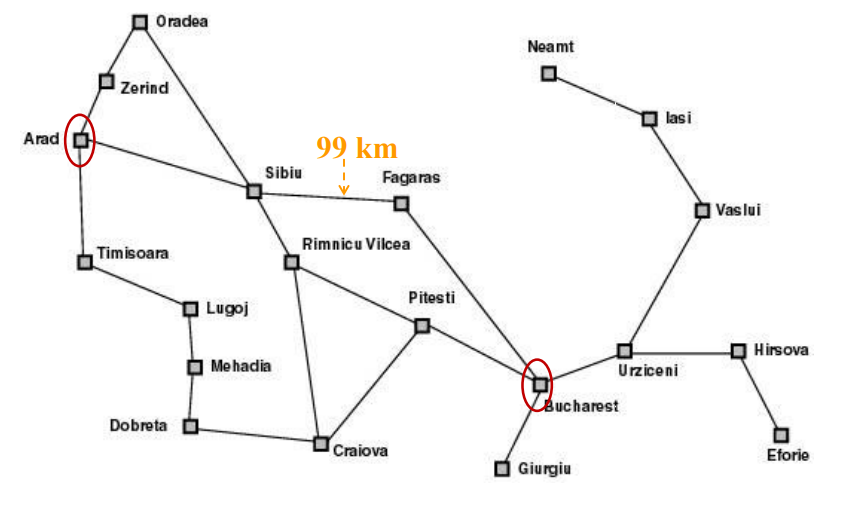 Oradea
Neamt
Zerind
Iasi
Arad
99 km
Sibiu
Fagaras
Vaslui
Rimnicu Vilcea
Timisoara
Pitesti
Lugoj
Hirsova
Mehadia
Urziceni
Bucharest
Dobreta
Craiova
Eforie
Giurgiu